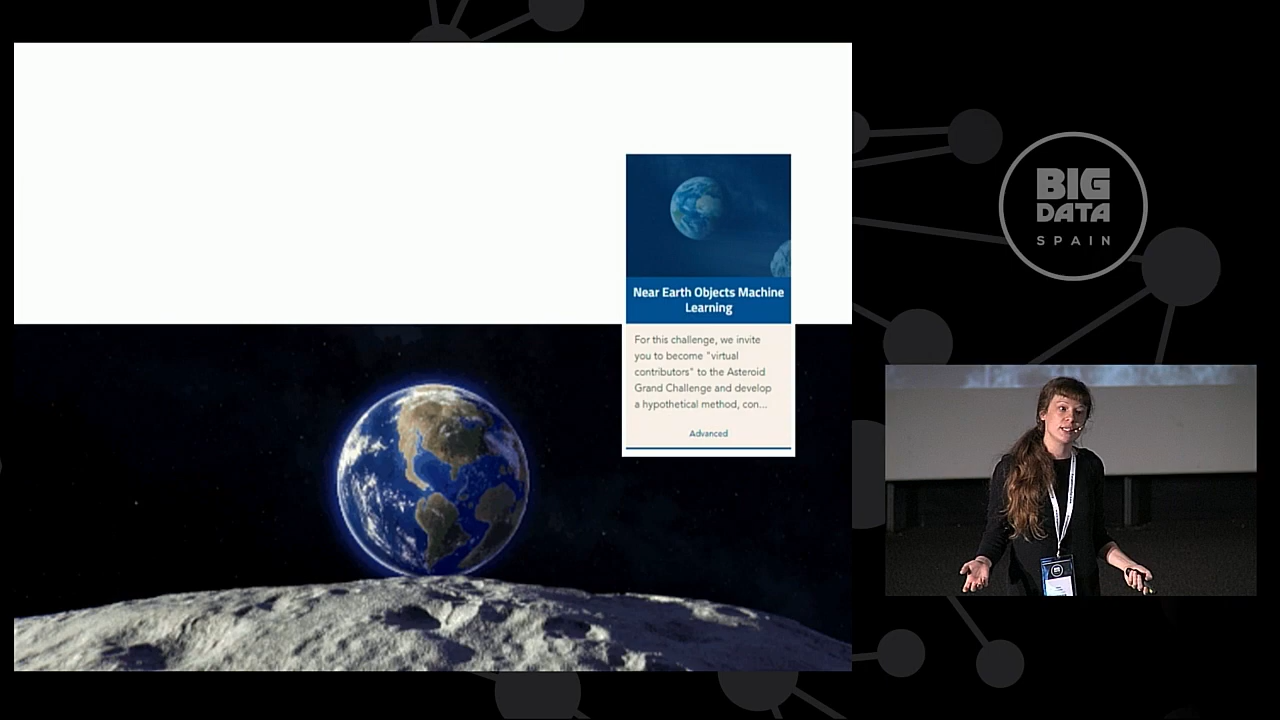 Near Earth Objects Machine
Learning
For this challenge, we invite
you to become "virtual
contributors" to the Asteroid
Grand Challenge and develop
a hypothetical method, con...
Advanced
BIG
DATA
SPAIN